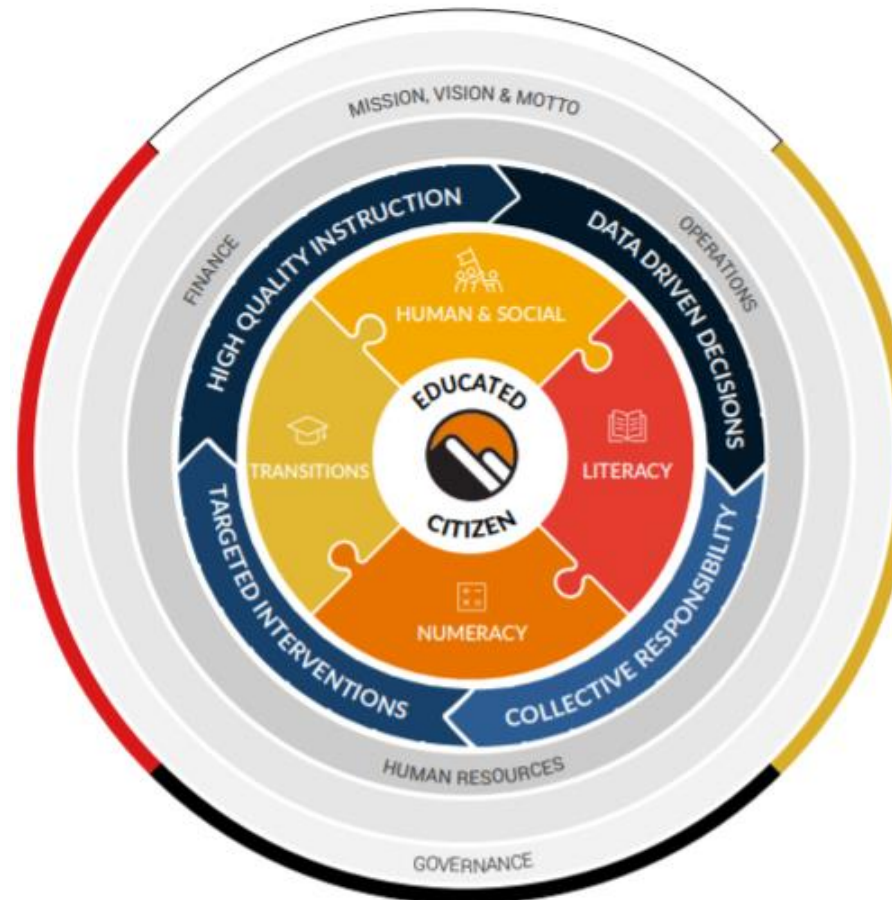 MISSION, VISION & MOTTO
FINANCE
OPERATIONS
HIGH QUALITY INSTRUCTION
DATA DRIVEN DECISIONS
HUMAN & SOCIAL
EDUCATED
TRANSITIONS
LITERACY
CITIZEN
NUMERACY
TARGETED INTERVENTIONS
COLLECTIVE RESPONSIBILITY
HUMAN RESOURCES
GOVERNANCE